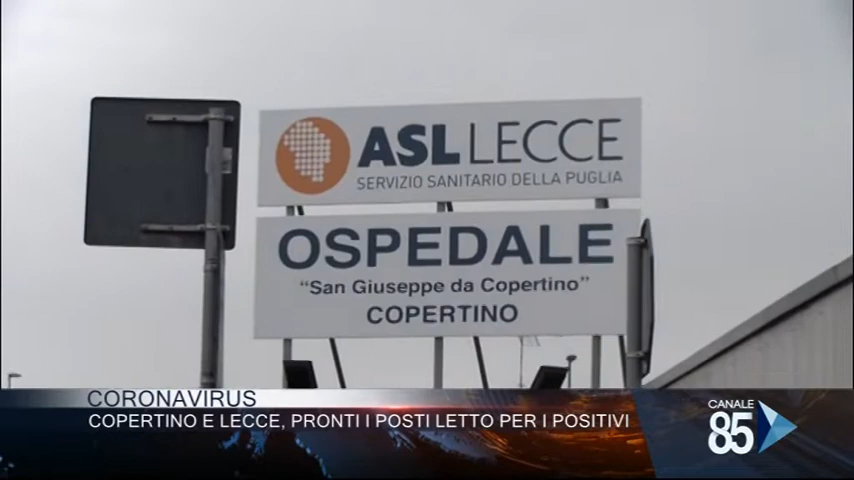 ASL LECCE
SERVIZIO SANITARIO DELLA PUGLIA
OSPEDALE
“San Giuseppe da Copertino”
COPERTINO
CORONAVIRUS
COPERTINO E LECCE, PRONTI I POSTI LETTO PER I POSITIVI
CANALE
85